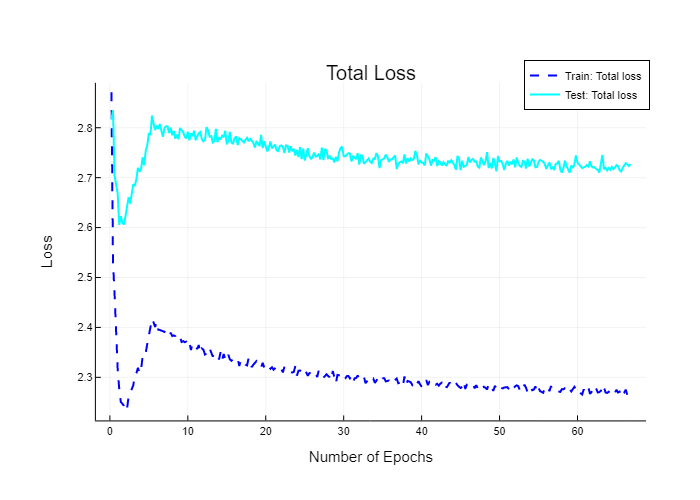 Total Loss
Train: Total loss
Test: Total loss
2.8
2.7
2.6
2.5
2.4
2.3
Loss
0 10 20 30 40 50 60
Number of Epochs